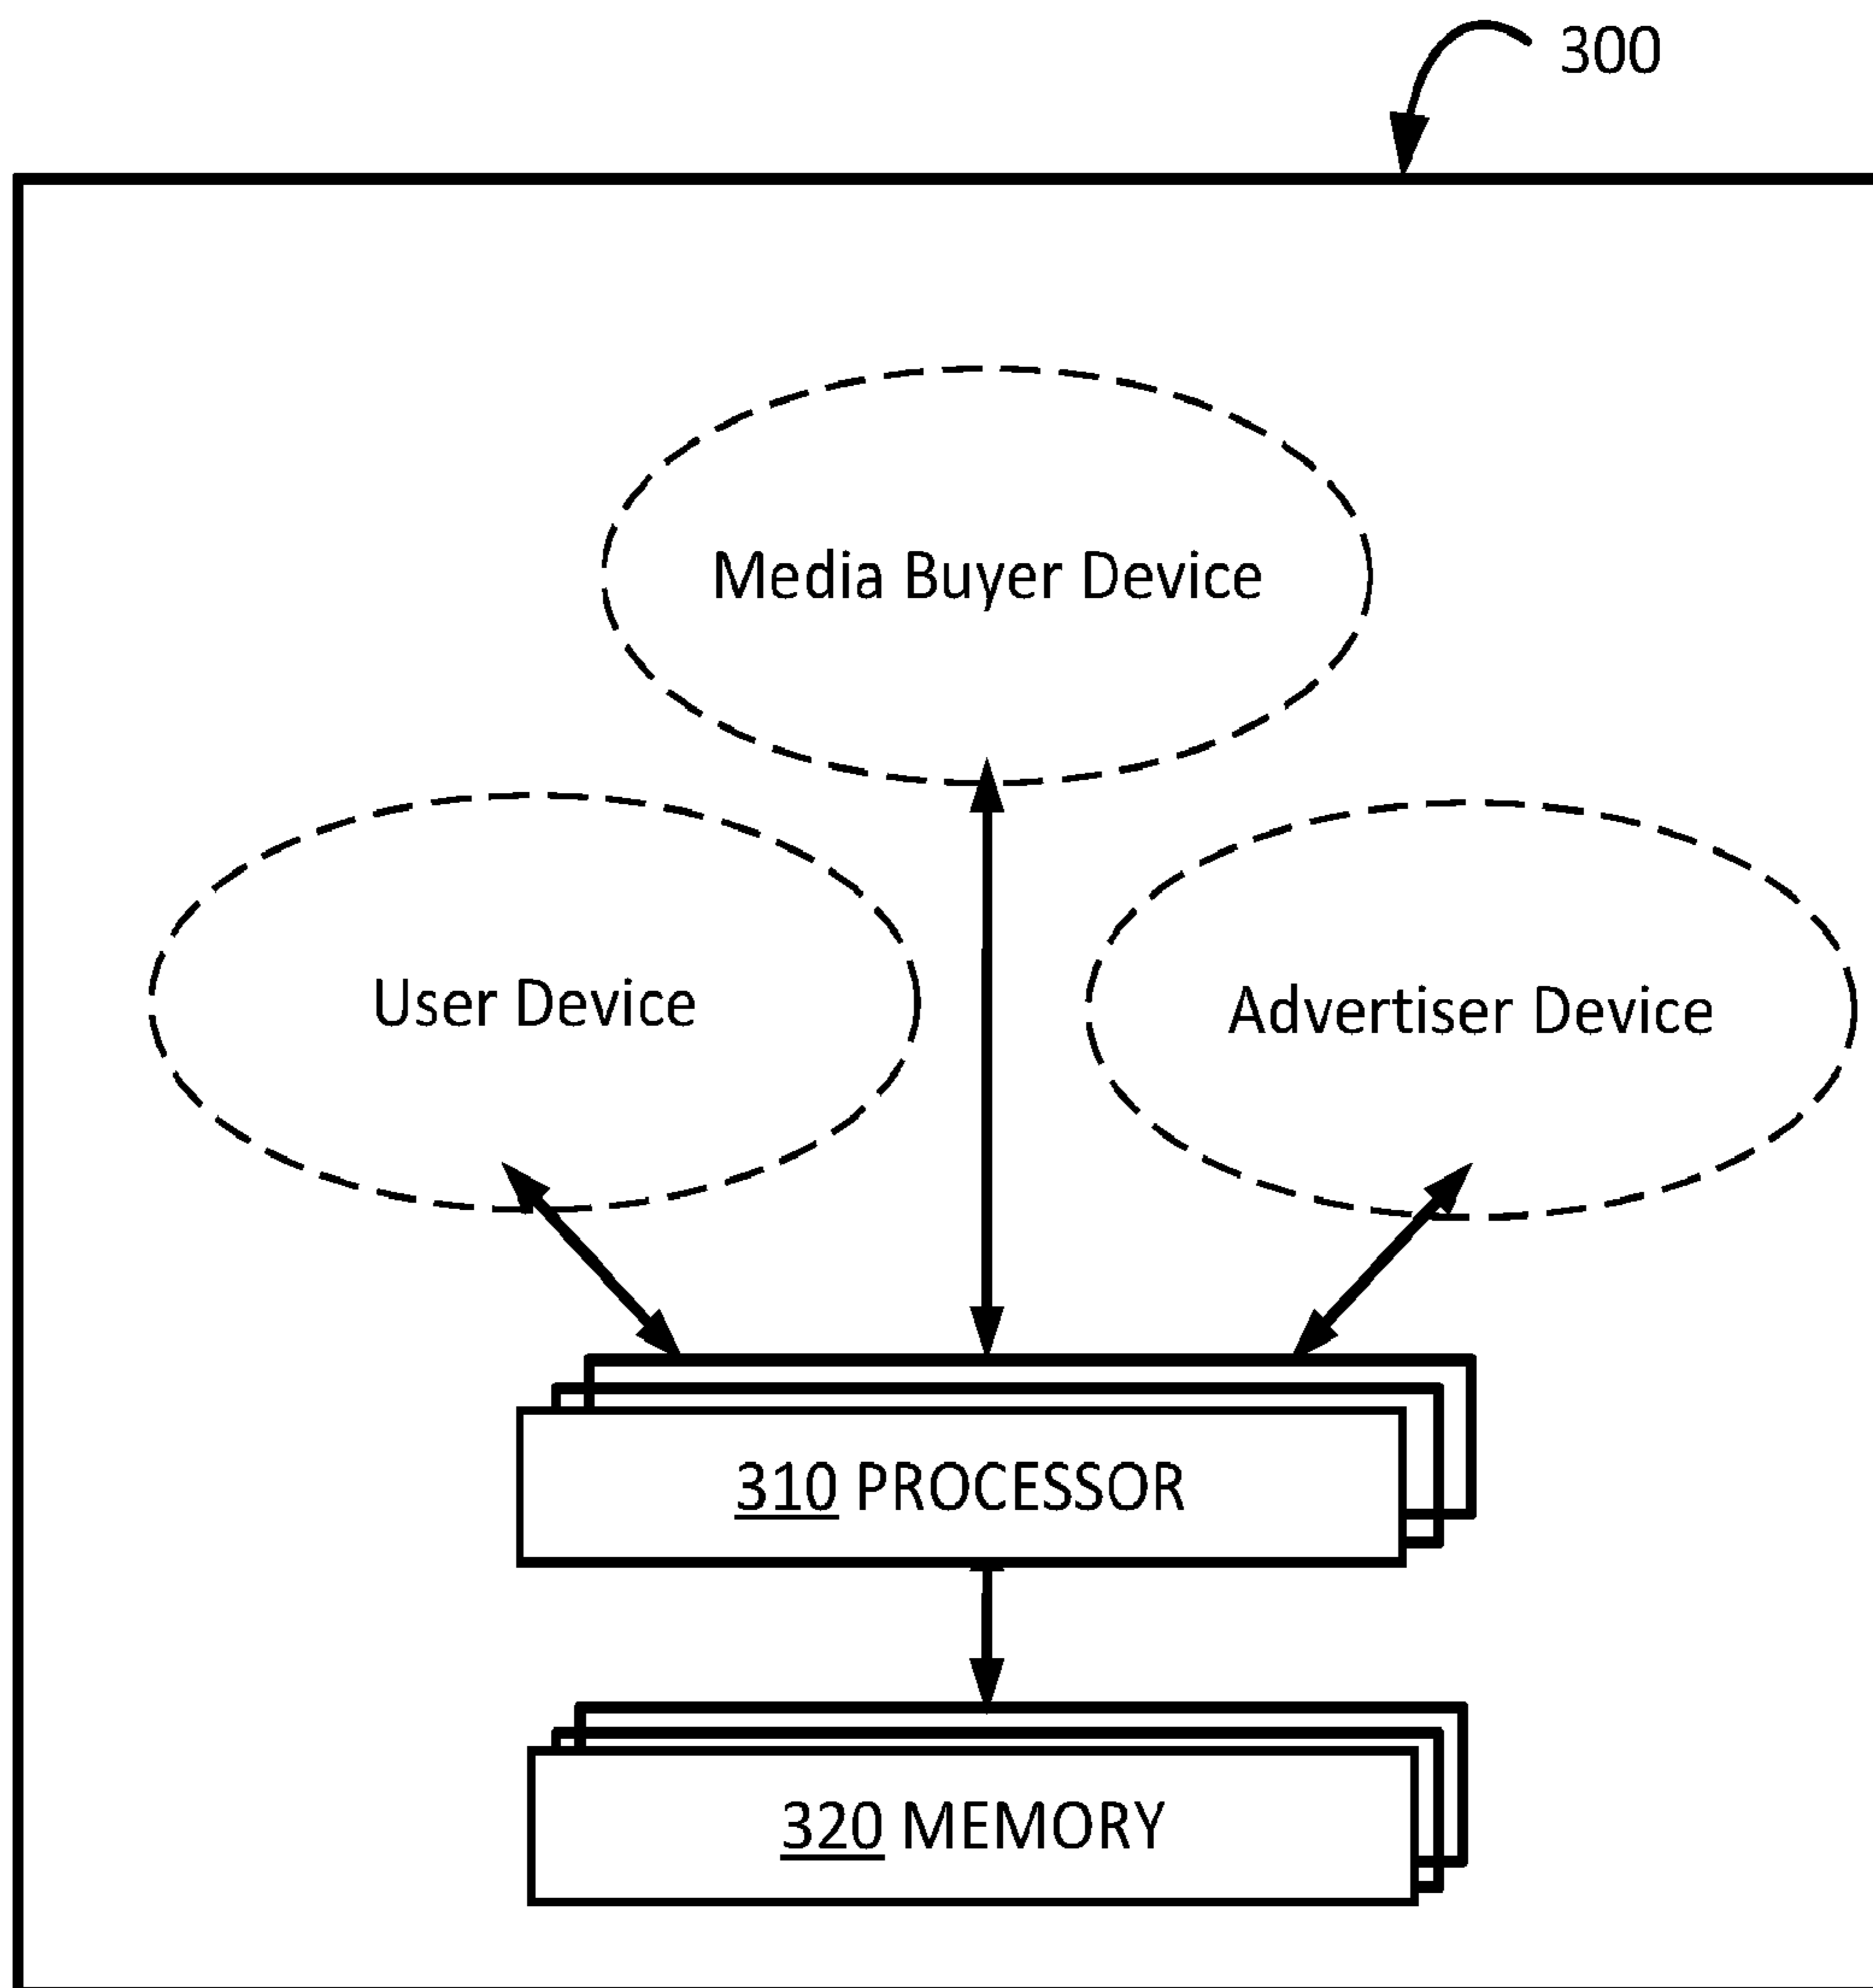 300
Media Buyer Device
User Device
Advertiser Device
310 PROCESSOR
320 MEMORY